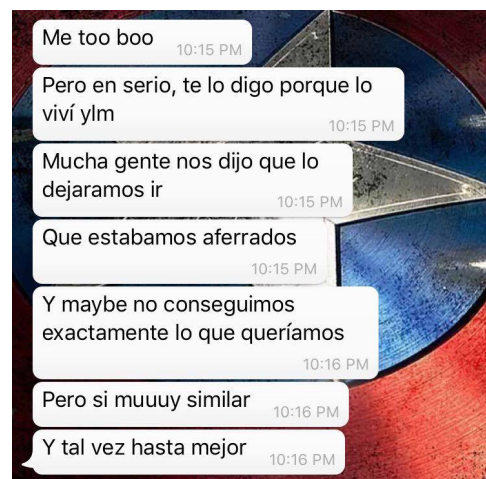 Me too boo
10:15 PM
Pero en serio, te lo digo porque lo
viví ylm
10:15 PM
Mucha gente nos dijo que lo
dejaramos ir
10:15 PM
Que estabamos aferrados
10:15 PM
Y maybe no conseguimos
exactamente lo que queríamos
10:16 PM
Pero si muuuy similar
10:16 PM
Y tal vez hasta mejor
10:16 PM